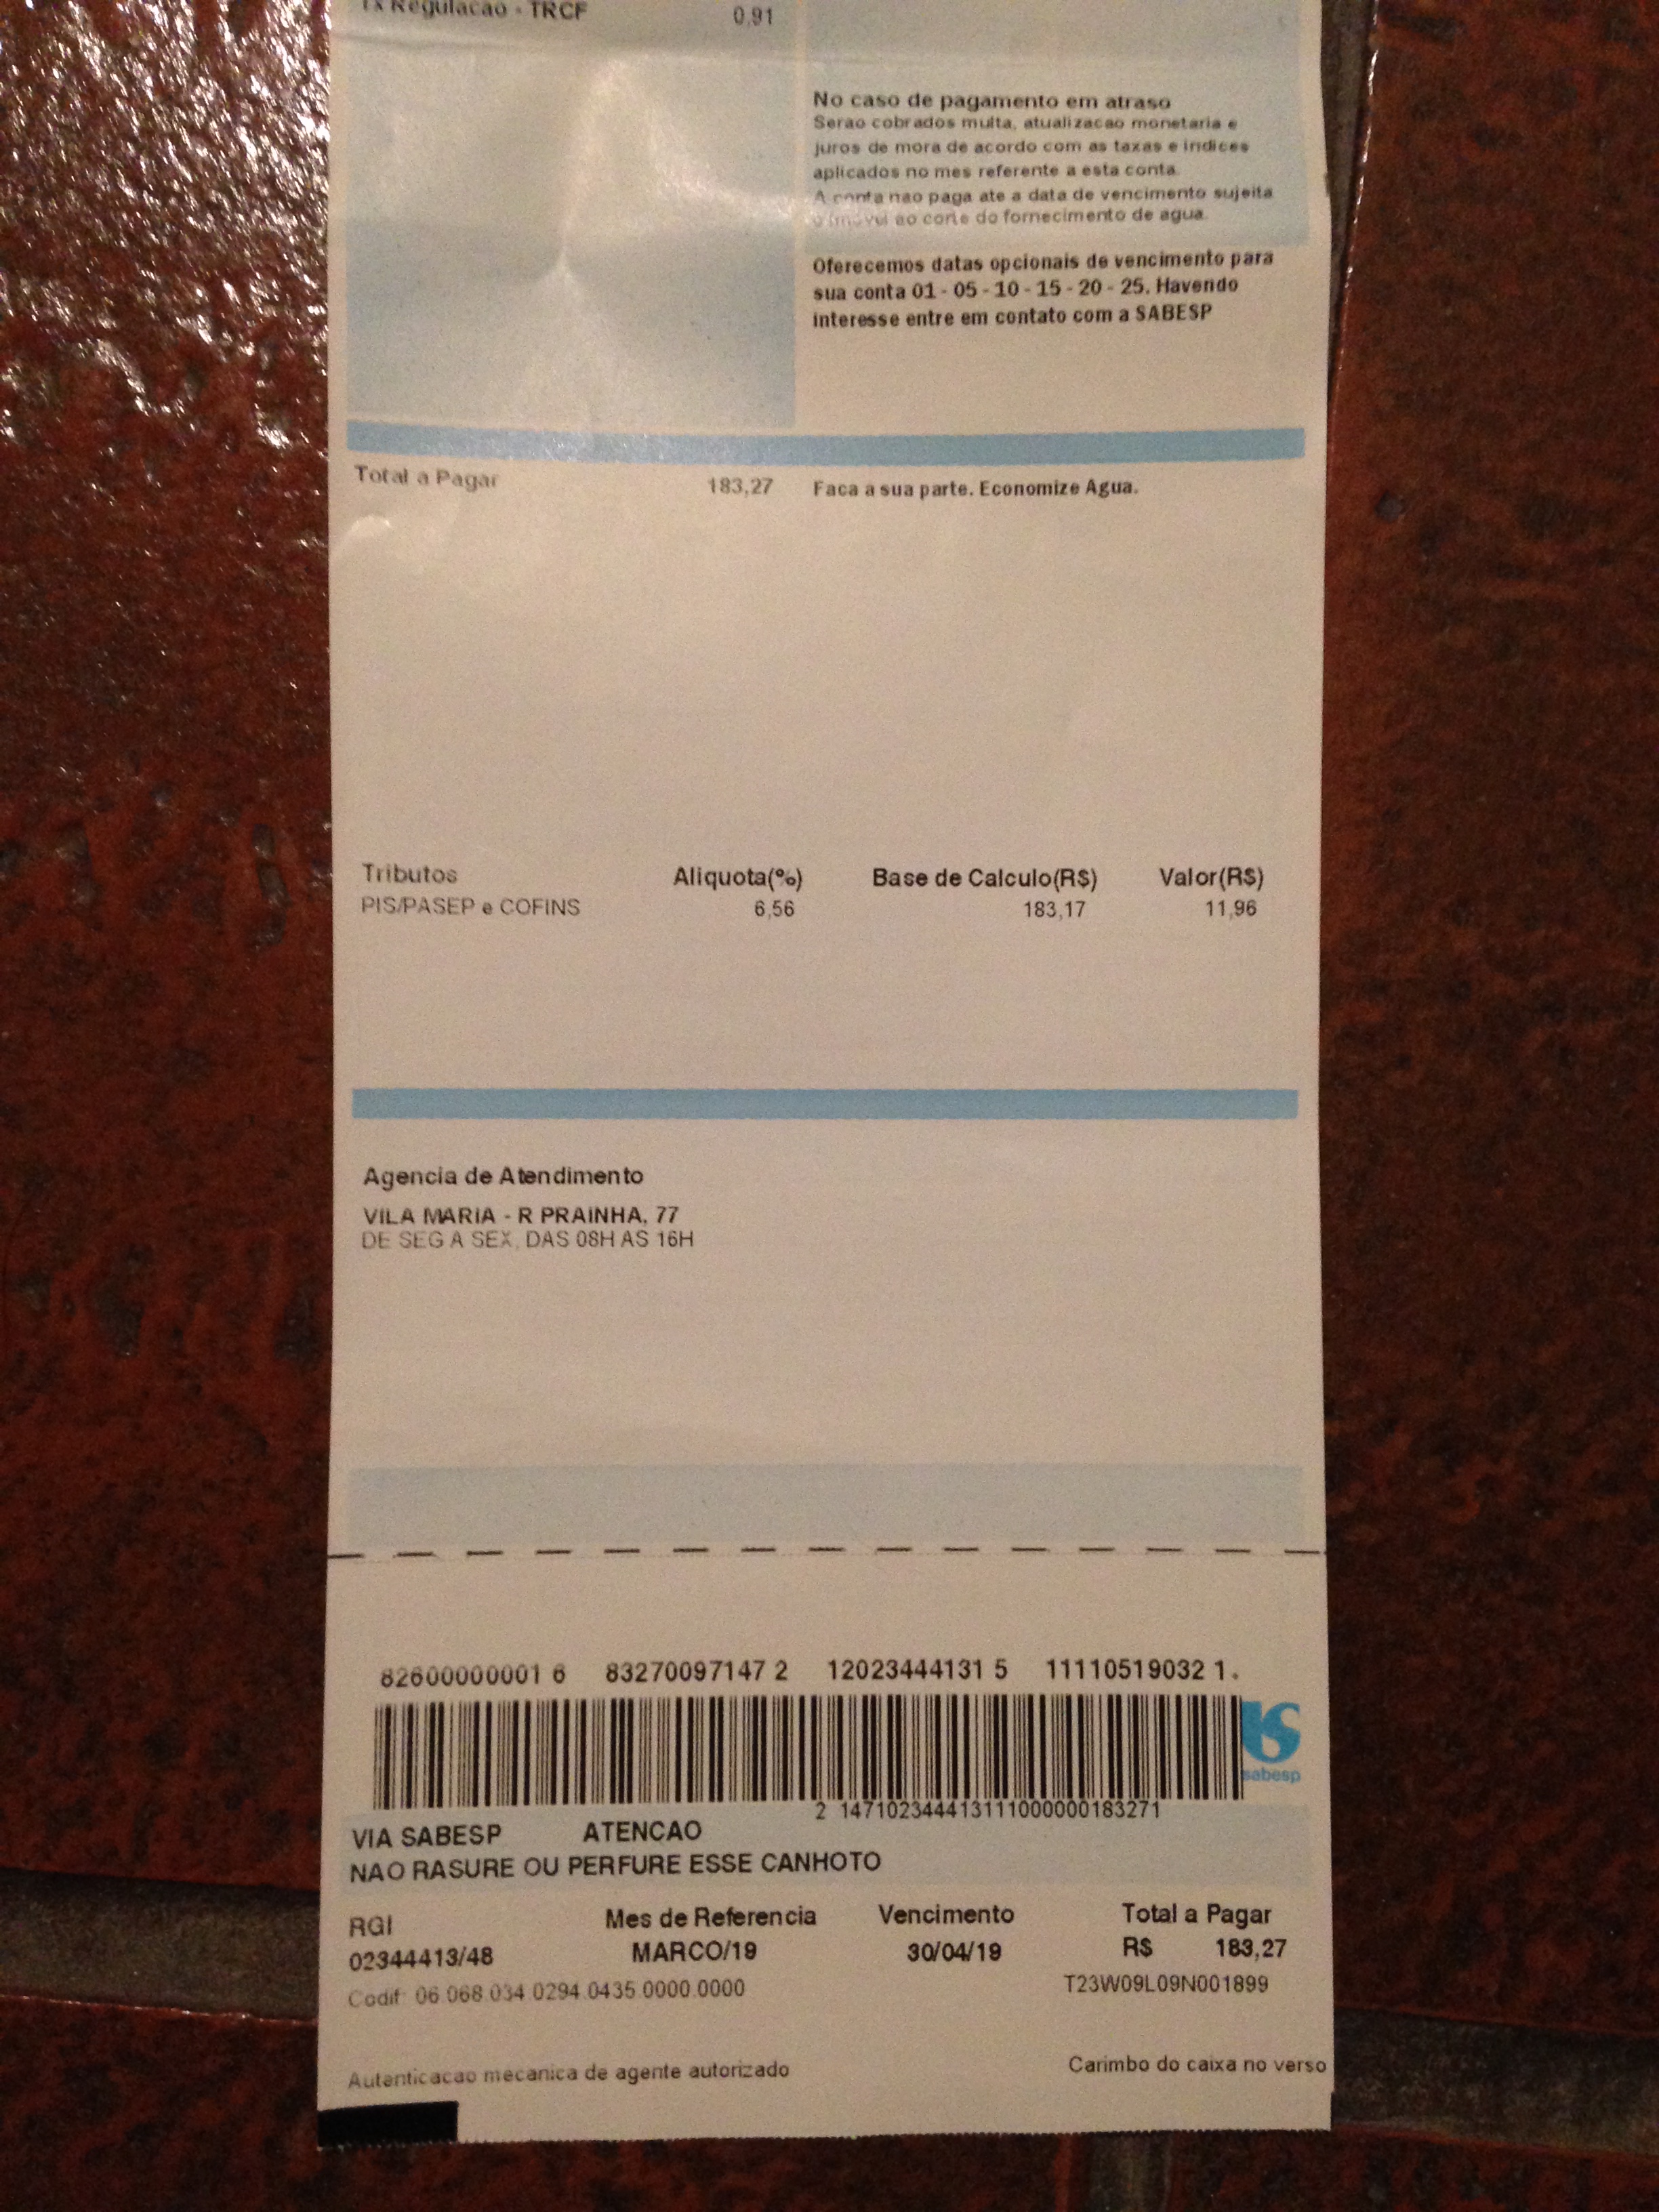 Tx Regulacao - TRCF 0,91
No caso de pagamento em atraso
Serao cobrados multa, atualizacao monetaria e
juros de mora de acordo com as taxas e indices
aplicados no mes referente a esta conta.
A conta nao paga ate a data de vencimento sujeita
o imovel ao corte do fornecimento de agua.
Oferecemos datas opcionais de vencimento para
sua conta 01 - 05 - 10 - 15 - 20 - 25. Havendo
interesse entre em contato com a SABESP
Total a Pagar 183,27 Faca a sua parte. Economize Agua.
Tributos Aliquota(%) Base de Calculo(R$) Valor(R$)
PIS/PASEP e COFINS 6,56 183,17 11,96
Agencia de Atendimento
VILA MARIA - R PRAINHA, 77
DE SEG A SEX, DAS 08H AS 16H
82600000001 6 83270097147 2 12023444131 5 11110519032 1.
sabesp
2 147102344413111000000183271
VIA SABESP ATENCAO
NAO RASURE OU PERFURE ESSE CANHOTO
RGI Mes de Referencia Vencimento Total a Pagar
02344413/48 MARCO/19 30/04/19 R$ 183,27
Codif: 06.068.034.0294.0435.0000.0000 T23W09L09N001899
Autenticacao mecanica de agente autorizado Carimbo do caixa no verso